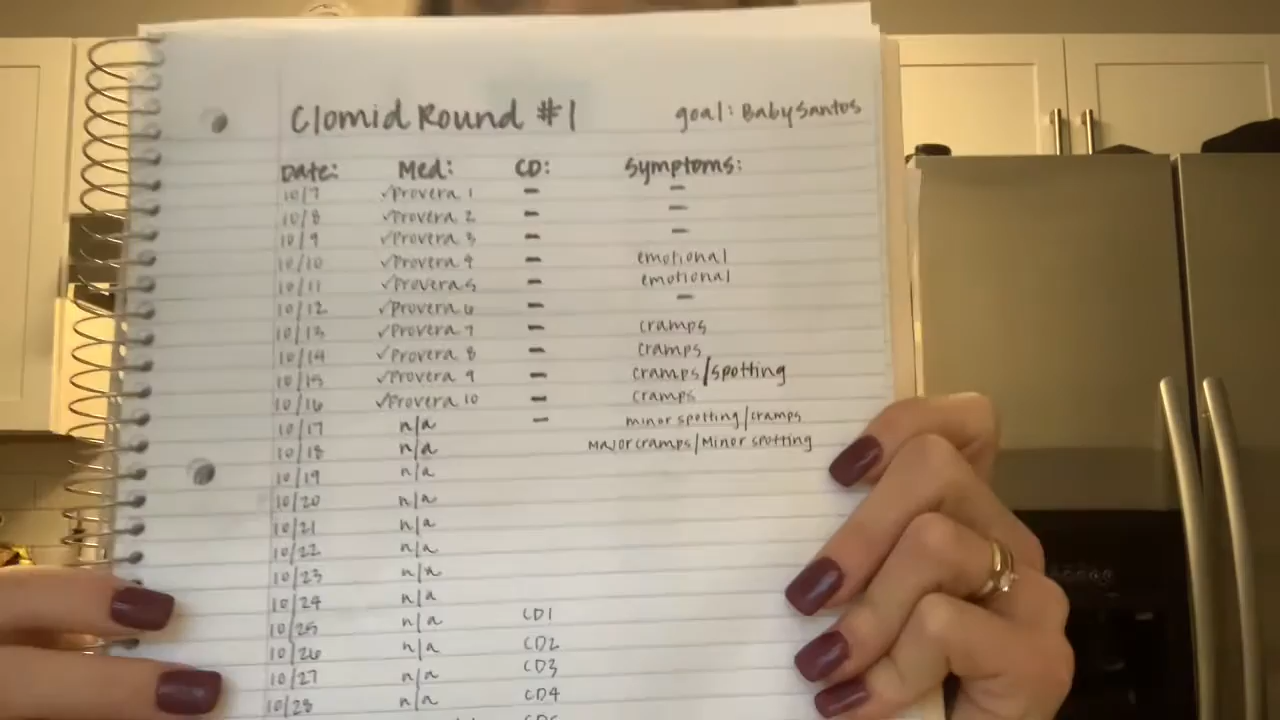 Clomid Round #1 goal: Baby Santos
Date: Med: CD: Symptoms:
10/7 ✓Provera 1 - -
10/8 ✓Provera 2 - -
10/9 ✓Provera 3 - -
10/10 ✓Provera 4 - emotional
10/11 ✓Provera 5 - emotional
10/12 ✓Provera 6 - -
10/13 ✓Provera 7 - cramps
10/14 ✓Provera 8 - cramps
10/15 ✓Provera 9 - cramps/spotting
10/16 ✓Provera 10 - cramps
10/17 n/a - minor spotting/cramps
10/18 n/a Major cramps/Minor spotting
10/19 n/a
10/20 n/a
10/21 n/a
10/22 n/a
10/23 n/a
10/24 n/a
10/25 n/a CD1
10/26 n/a CD2
10/27 n/a CD3
10/28 n/a CD4